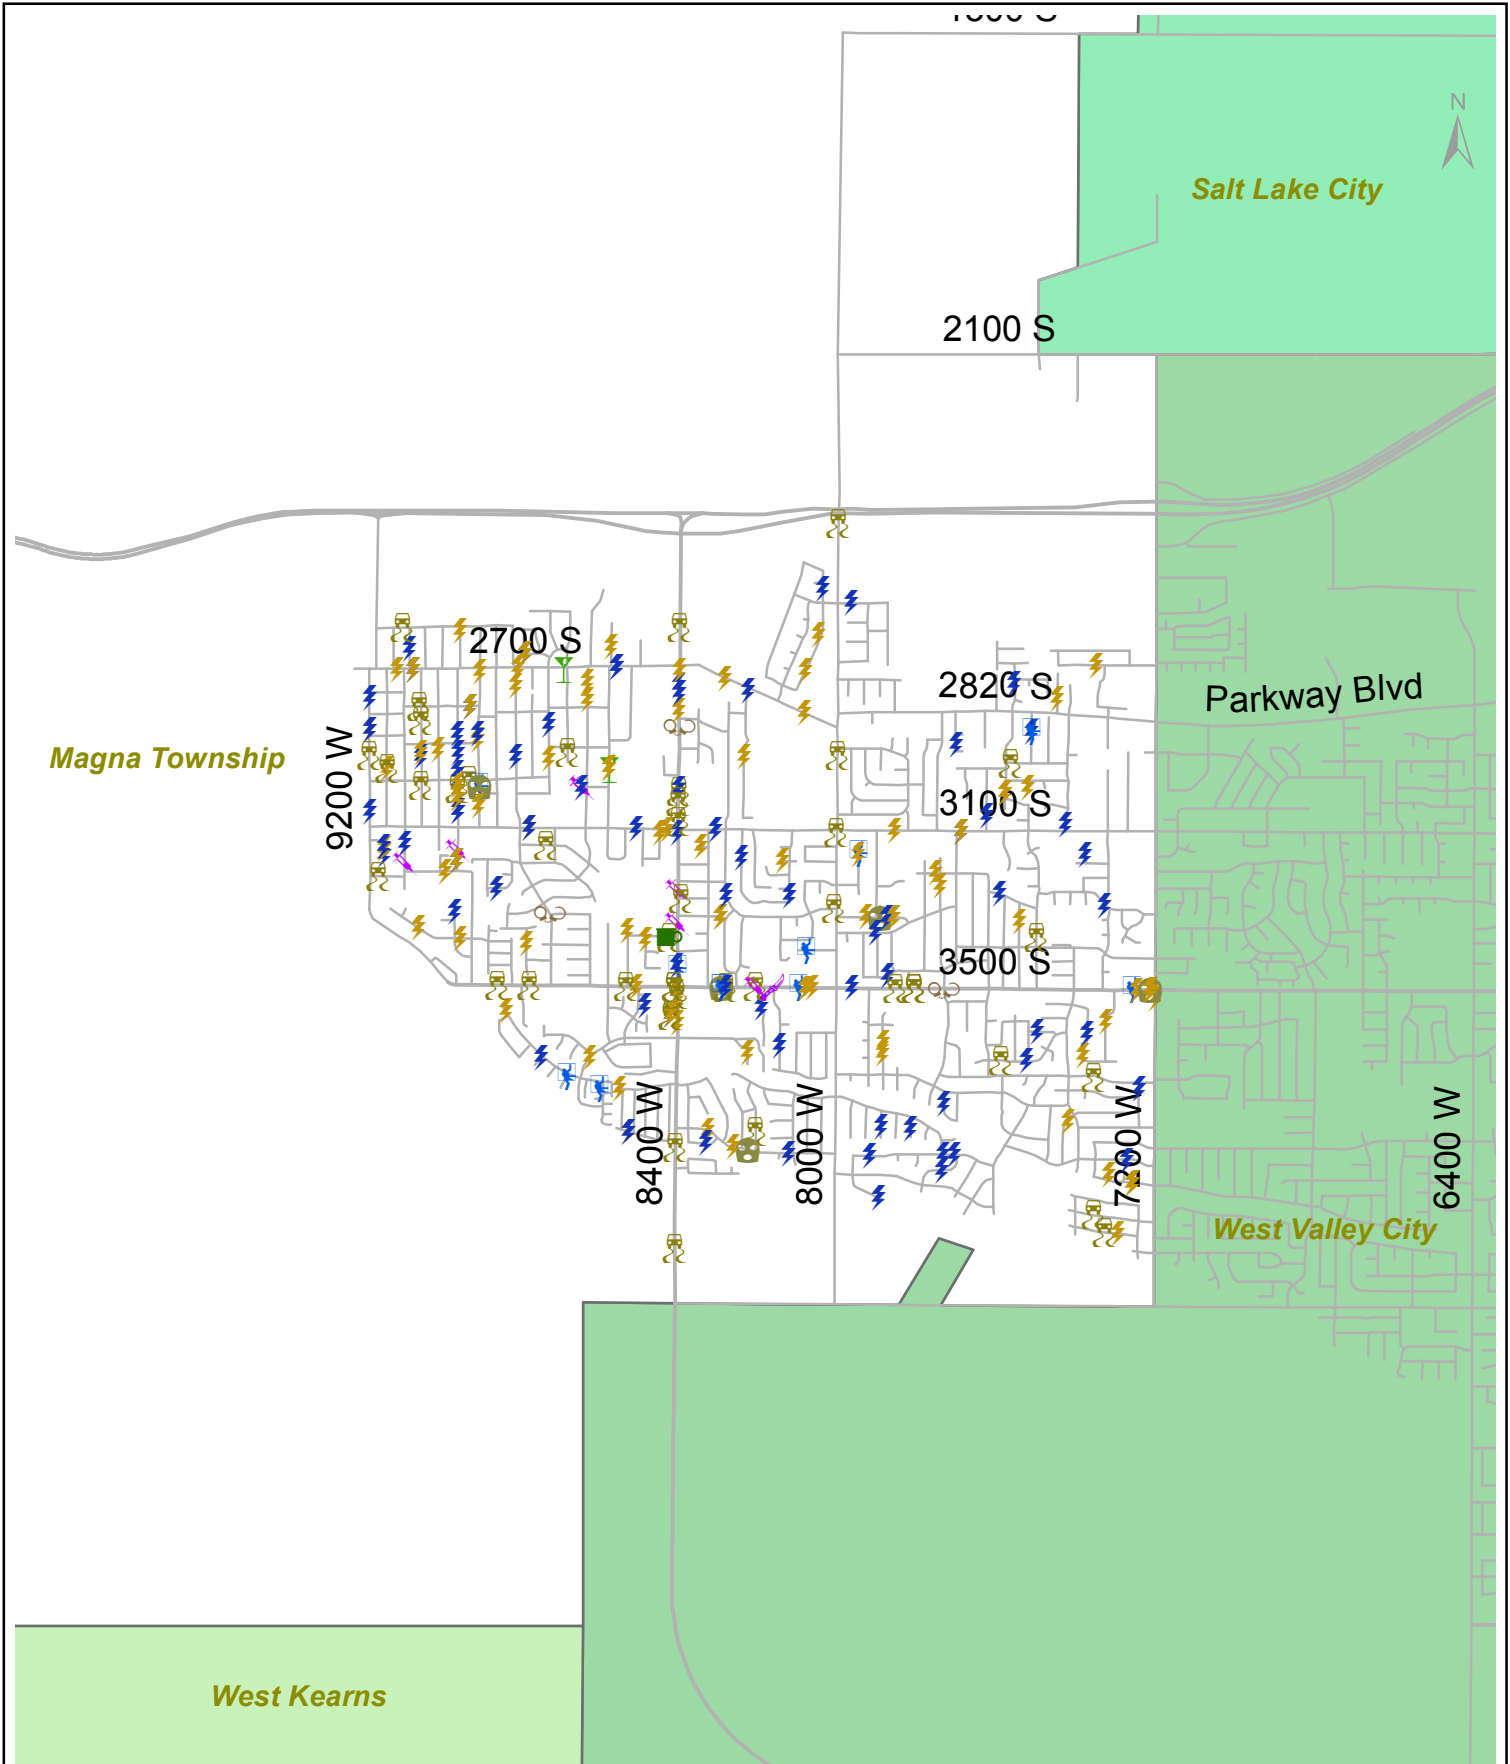 N
Salt Lake City
2100 S
2700 S
2820 S
Parkway Blvd
Magna Township
9200 W
3100 S
3500 S
8400 W
8000 W
7200 W
6400 W
West Valley City
West Kearns